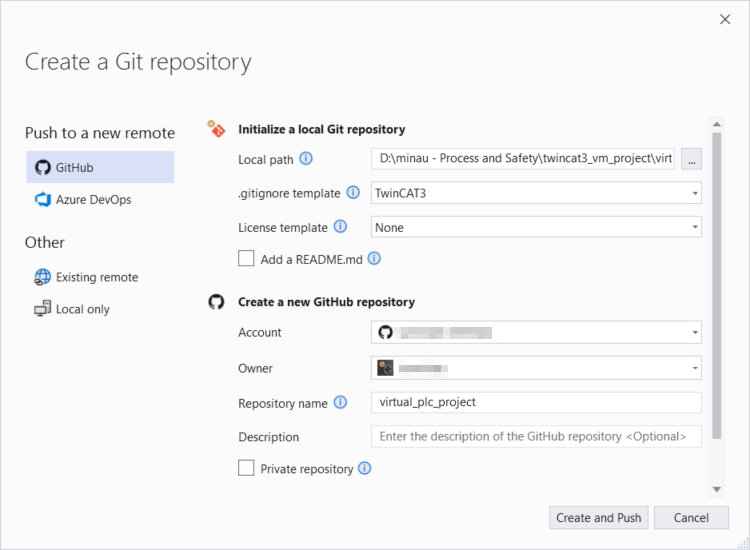 Create a Git repository
Push to a new remote
GitHub
Azure DevOps
Other
Existing remote
Local only
Initialize a local Git repository
Local path
D:\minau - Process and Safety\twincat3_vm_project\virt
...
.gitignore template
TwinCAT3
License template
None
Add a README.md
Create a new GitHub repository
Account
Owner
Repository name
virtual_plc_project
Description
Enter the description of the GitHub repository <Optional>
Private repository
Create and Push
Cancel